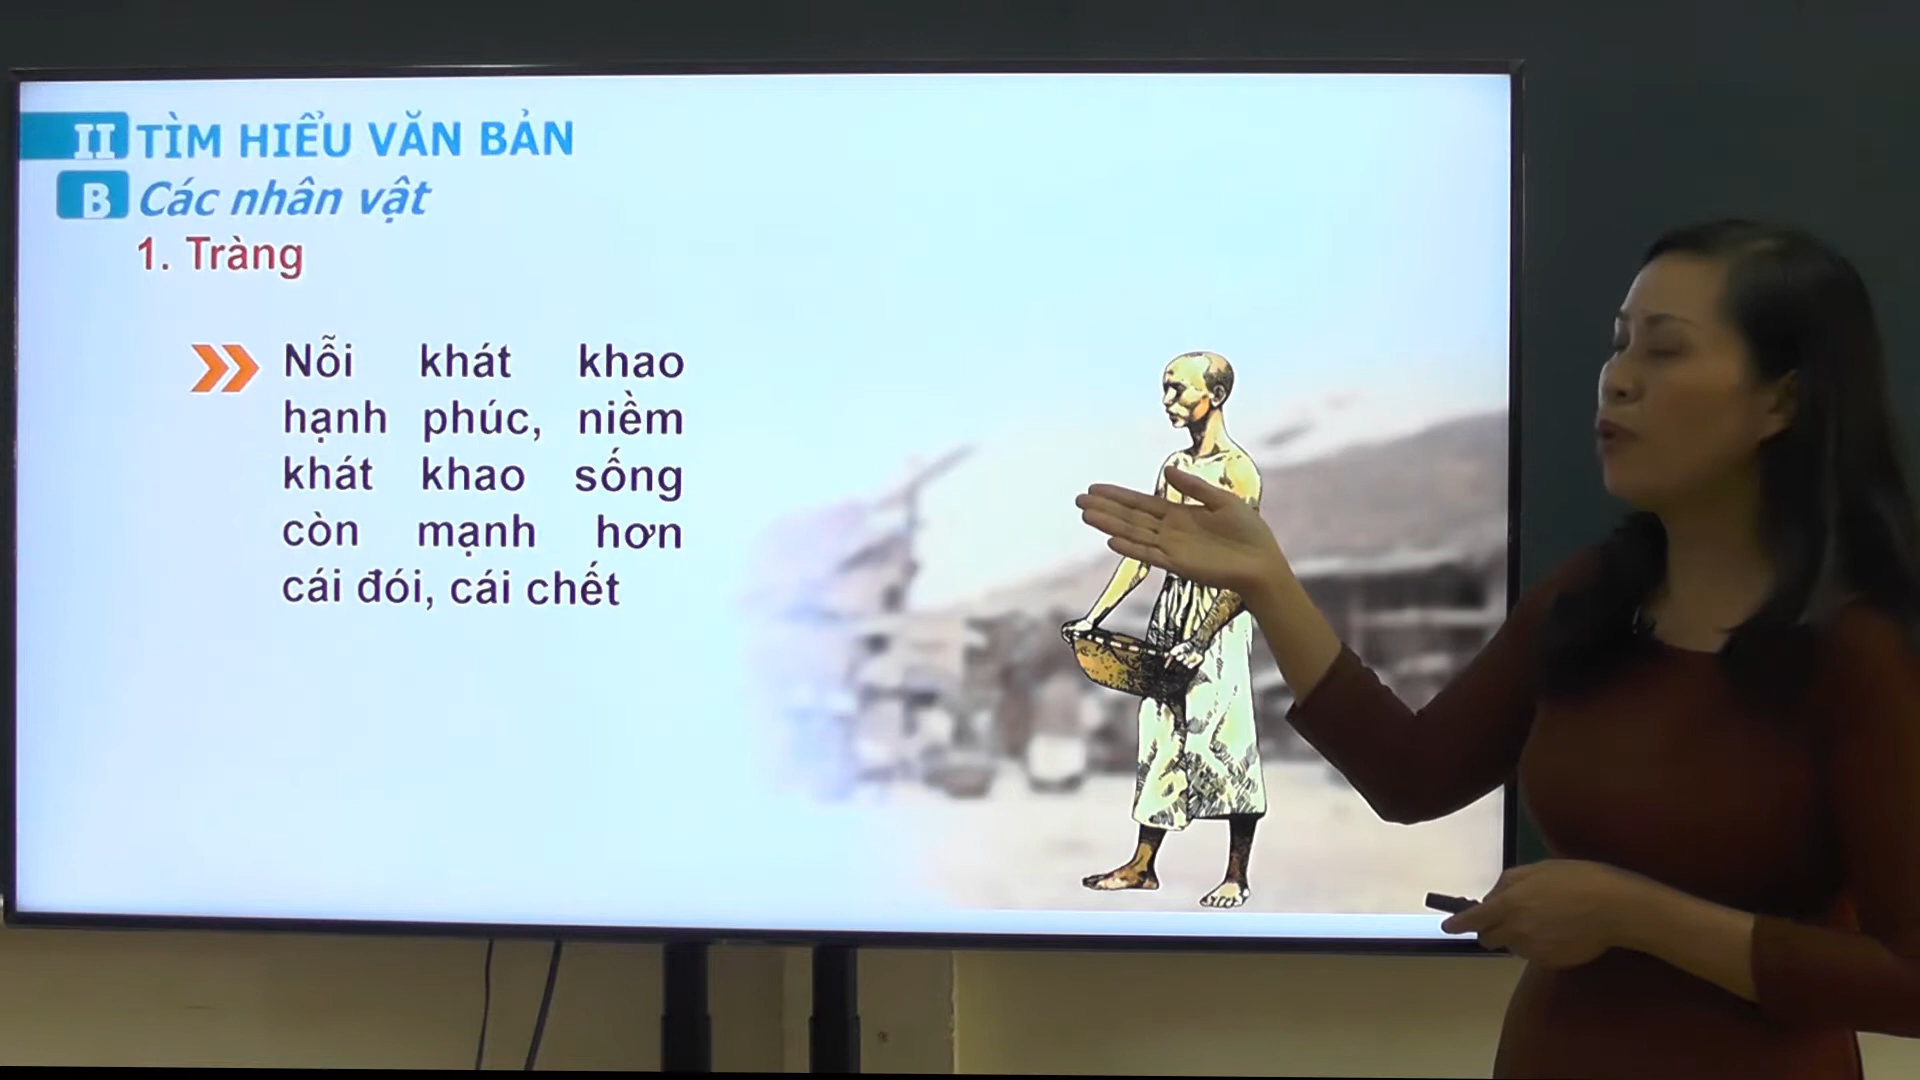 II TÌM HIỂU VĂN BẢN
B Các nhân vật
1. Tràng
Nỗi khát khao
hạnh phúc, niềm
khát khao sống
còn mạnh hơn
cái đói, cái chết